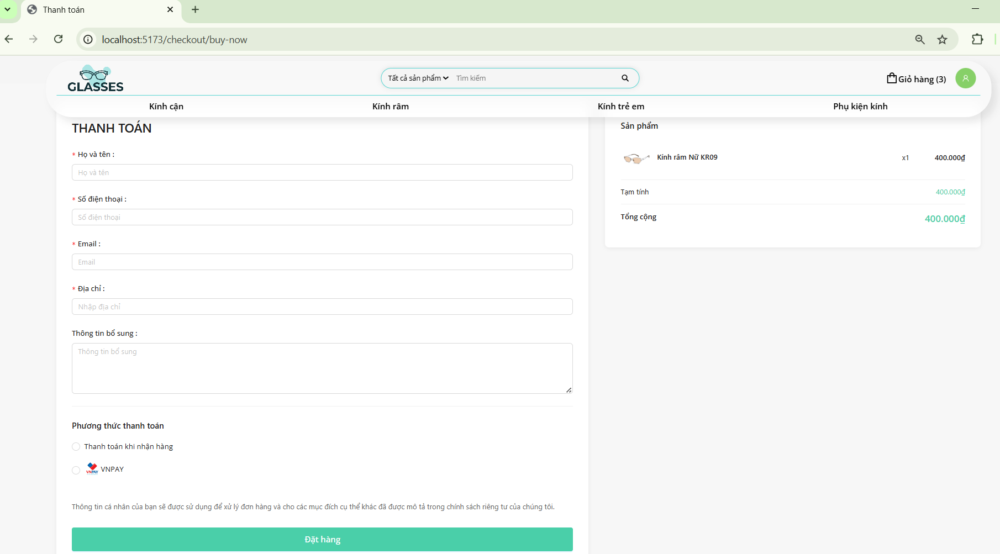 Thanh toán
localhost:5173/checkout/buy-now
GLASSES
Tất cả sản phẩm
Tìm kiếm
Giỏ hàng (3)
Kính cận
Kính râm
Kính trẻ em
Phụ kiện kính
THANH TOÁN
* Họ và tên :
Họ và tên
* Số điện thoại :
Số điện thoại
* Email :
Email
* Địa chỉ :
Nhập địa chỉ
Thông tin bổ sung :
Thông tin bổ sung
Phương thức thanh toán
Thanh toán khi nhận hàng
VNPAY VNPAY
Thông tin cá nhân của bạn sẽ được sử dụng để xử lý đơn hàng và cho các mục đích cụ thể khác đã được mô tả trong chính sách riêng tư của chúng tôi.
Đặt hàng
Sản phẩm
Kính râm Nữ KR09 x1 400.000₫
Tạm tính 400.000₫
Tổng cộng 400.000₫